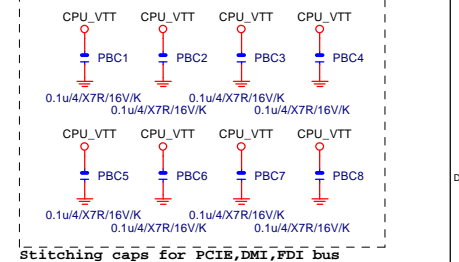 CPU_VTT CPU_VTT CPU_VTT CPU_VTT
PBC1 PBC2 PBC3 PBC4
0.1u/4/X7R/16V/K 0.1u/4/X7R/16V/K
0.1u/4/X7R/16V/K 0.1u/4/X7R/16V/K
CPU_VTT CPU_VTT CPU_VTT CPU_VTT
PBC5 PBC6 PBC7 PBC8
D
0.1u/4/X7R/16V/K 0.1u/4/X7R/16V/K
0.1u/4/X7R/16V/K 0.1u/4/X7R/16V/K
Stitching caps for PCIE,DMI,FDI bus